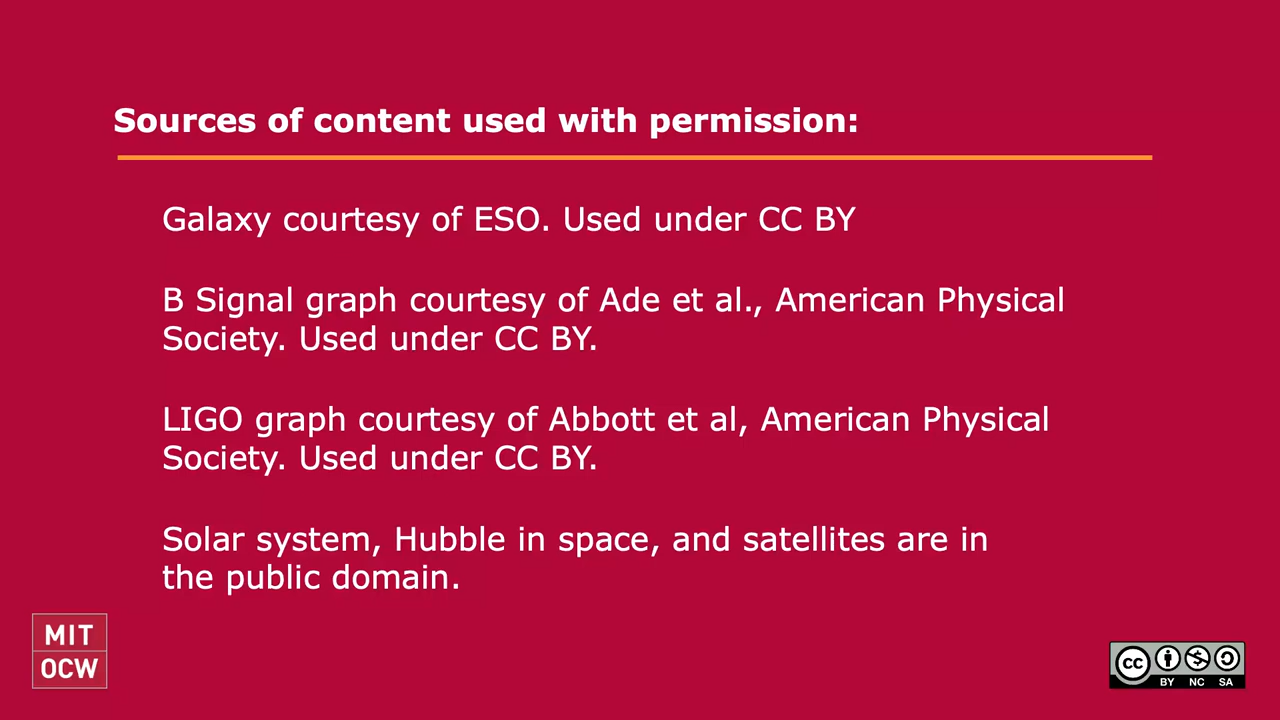 Sources of content used with permission:
Galaxy courtesy of ESO. Used under CC BY
B Signal graph courtesy of Ade et al., American Physical
Society. Used under CC BY.
LIGO graph courtesy of Abbott et al, American Physical
Society. Used under CC BY.
Solar system, Hubble in space, and satellites are in
the public domain.
MIT
OCW
cc
BY NC SA